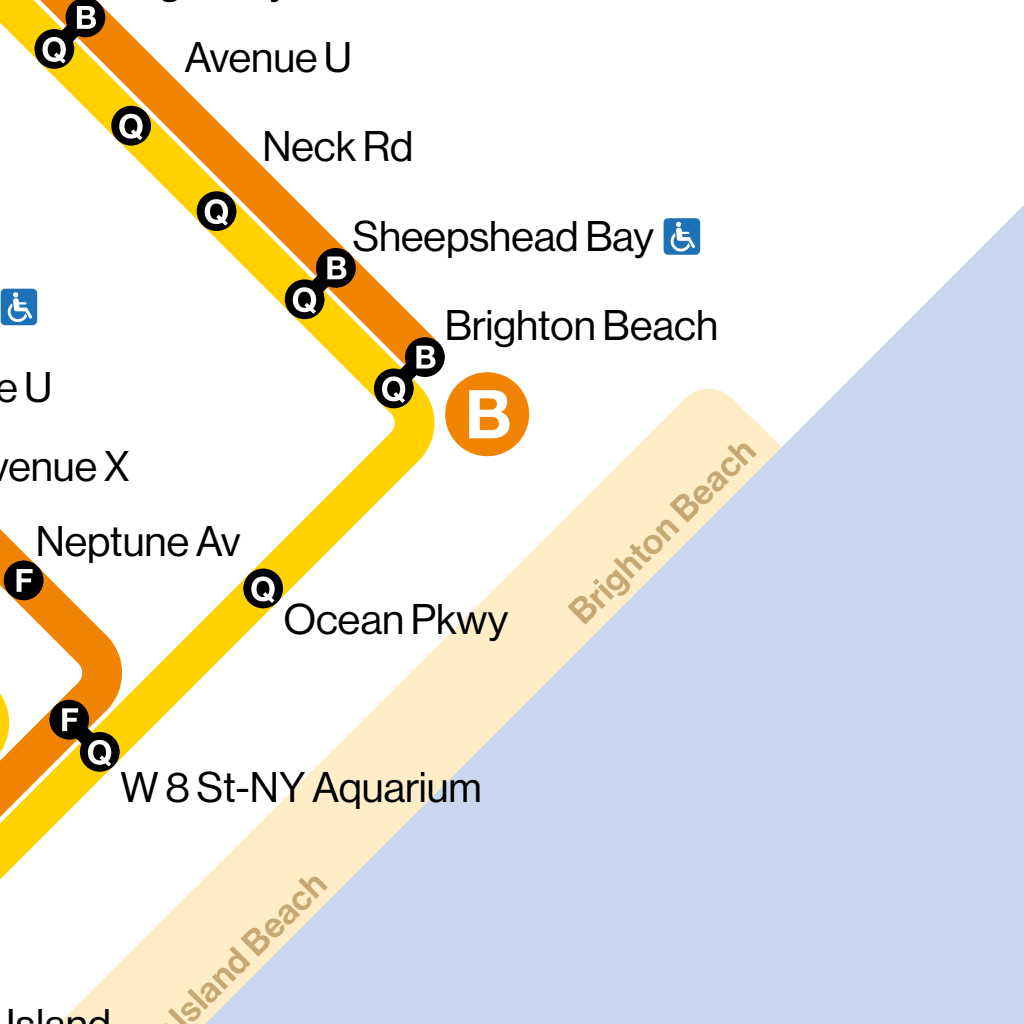 B
Q
Avenue U
Q
Neck Rd
Q
Sheepshead Bay
B
Q
Brighton Beach
B
Q
B
U
X
Brighton Beach
Neptune Av
F
Q
Ocean Pkwy
F
Q
W 8 St-NY Aquarium
Island Beach
Island